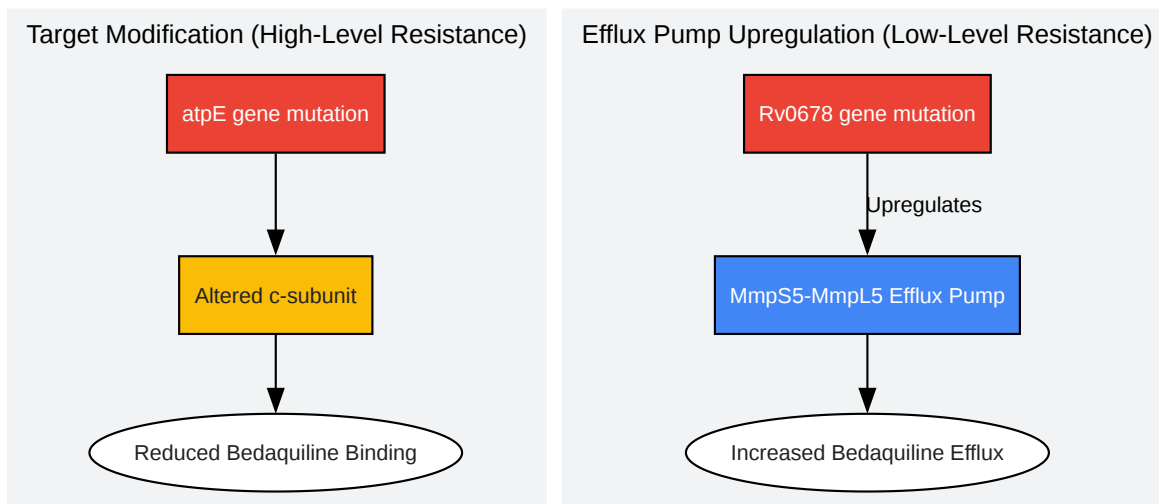 Target Modification (High-Level Resistance)
atpE gene mutation
Altered c-subunit
Reduced Bedaquiline Binding
Efflux Pump Upregulation (Low-Level Resistance)
Rv0678 gene mutation
Upregulates
MmpS5-MmpL5 Efflux Pump
Increased Bedaquiline Efflux